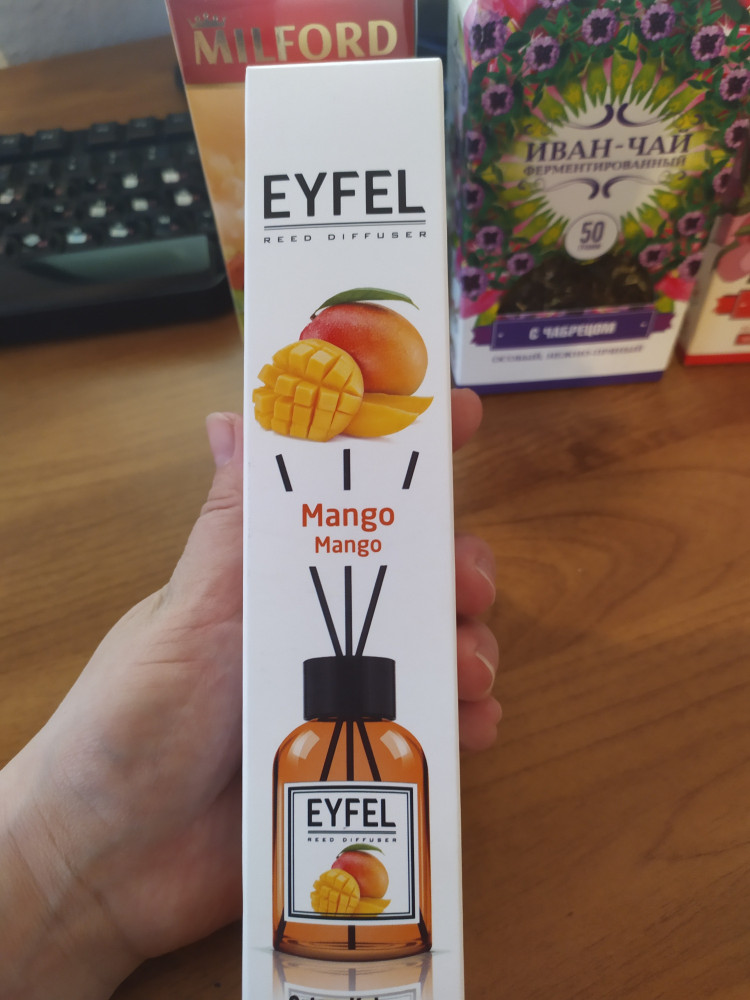 MILFORD
EYFEL
REED DIFFUSER
Mango
Mango
EYFEL
REED DIFFUSER
ИВАН-ЧАЙ
ФЕРМЕНТИРОВАННЫЙ
50
С ЧАБРЕЦОМ